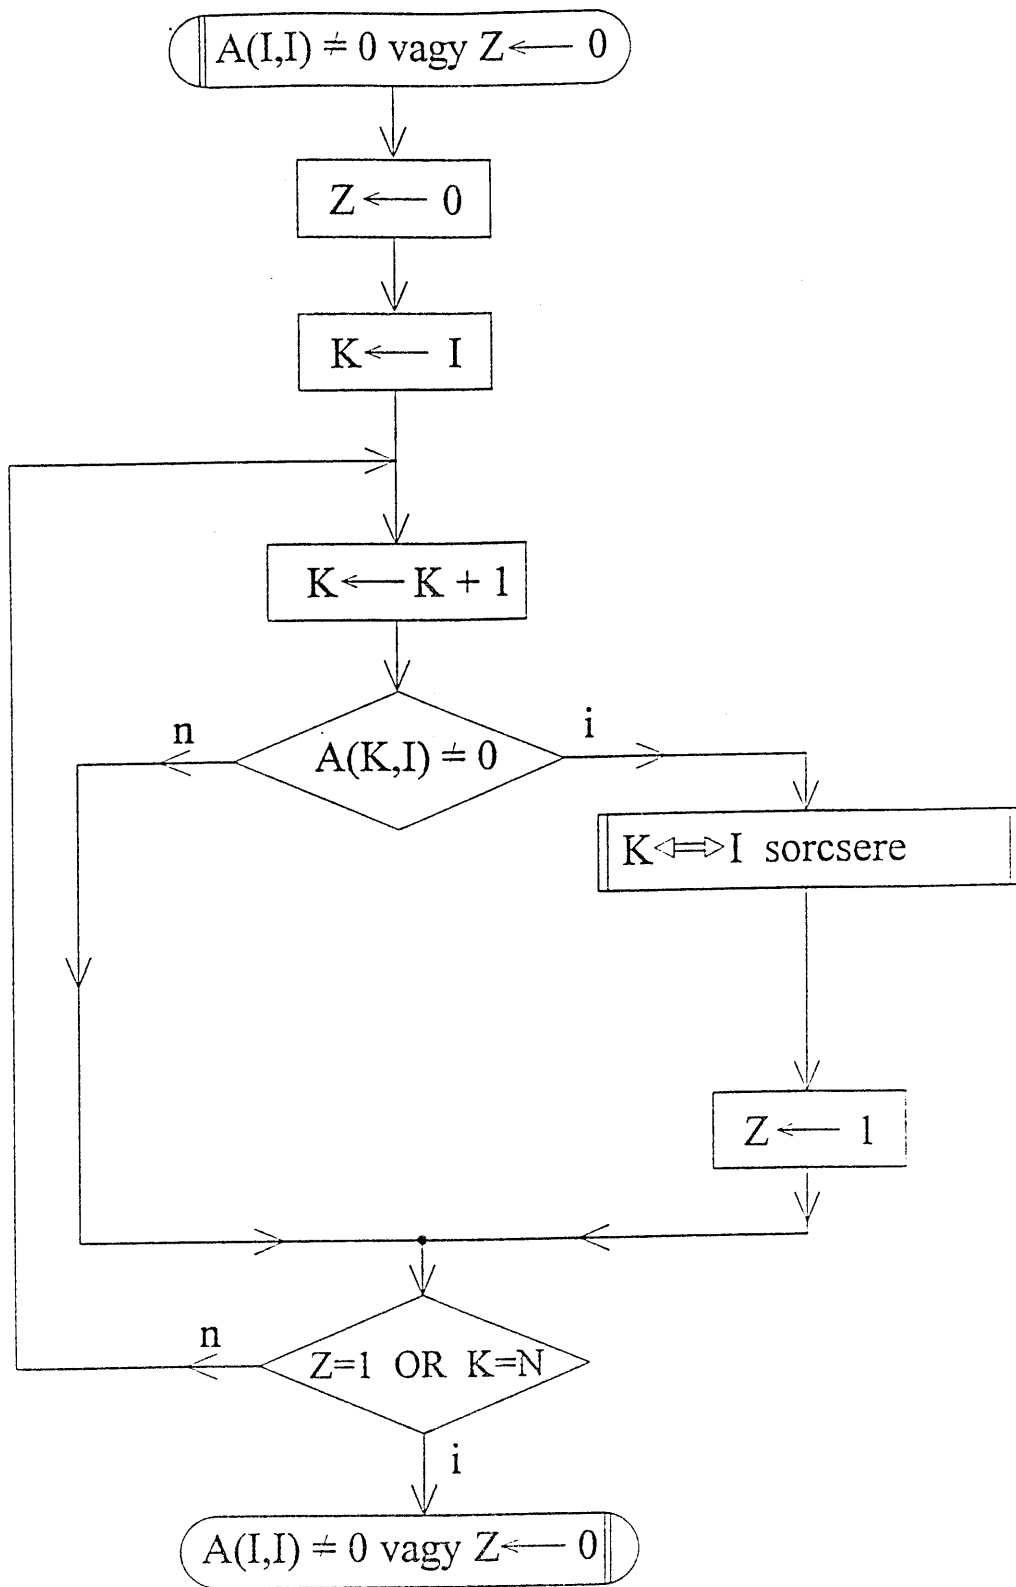 A(I,I) ≠ 0 vagy Z ← 0
Z ← 0
K ← I
K ← K + 1
n
i
A(K,I) ≠ 0
K ⇔ I sorcsere
Z ← 1
n
Z=1 OR K=N
i
A(I,I) ≠ 0 vagy Z ← 0